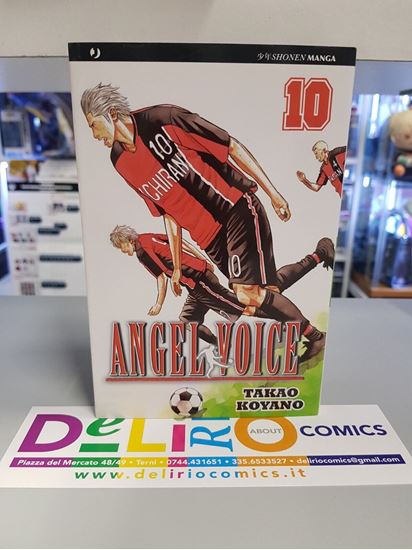 少年 SHONEN MANGA
10
10
ICHIRAN
10
ANGEL VOICE
TAKAO
KOYANO
DeLiRiO ABOUT COMICS
Piazza del Mercato 48/49 • Terni • 0744.431651 • 335.6533527 • deliriocomics@gmail.com
www.deliriocomics.it